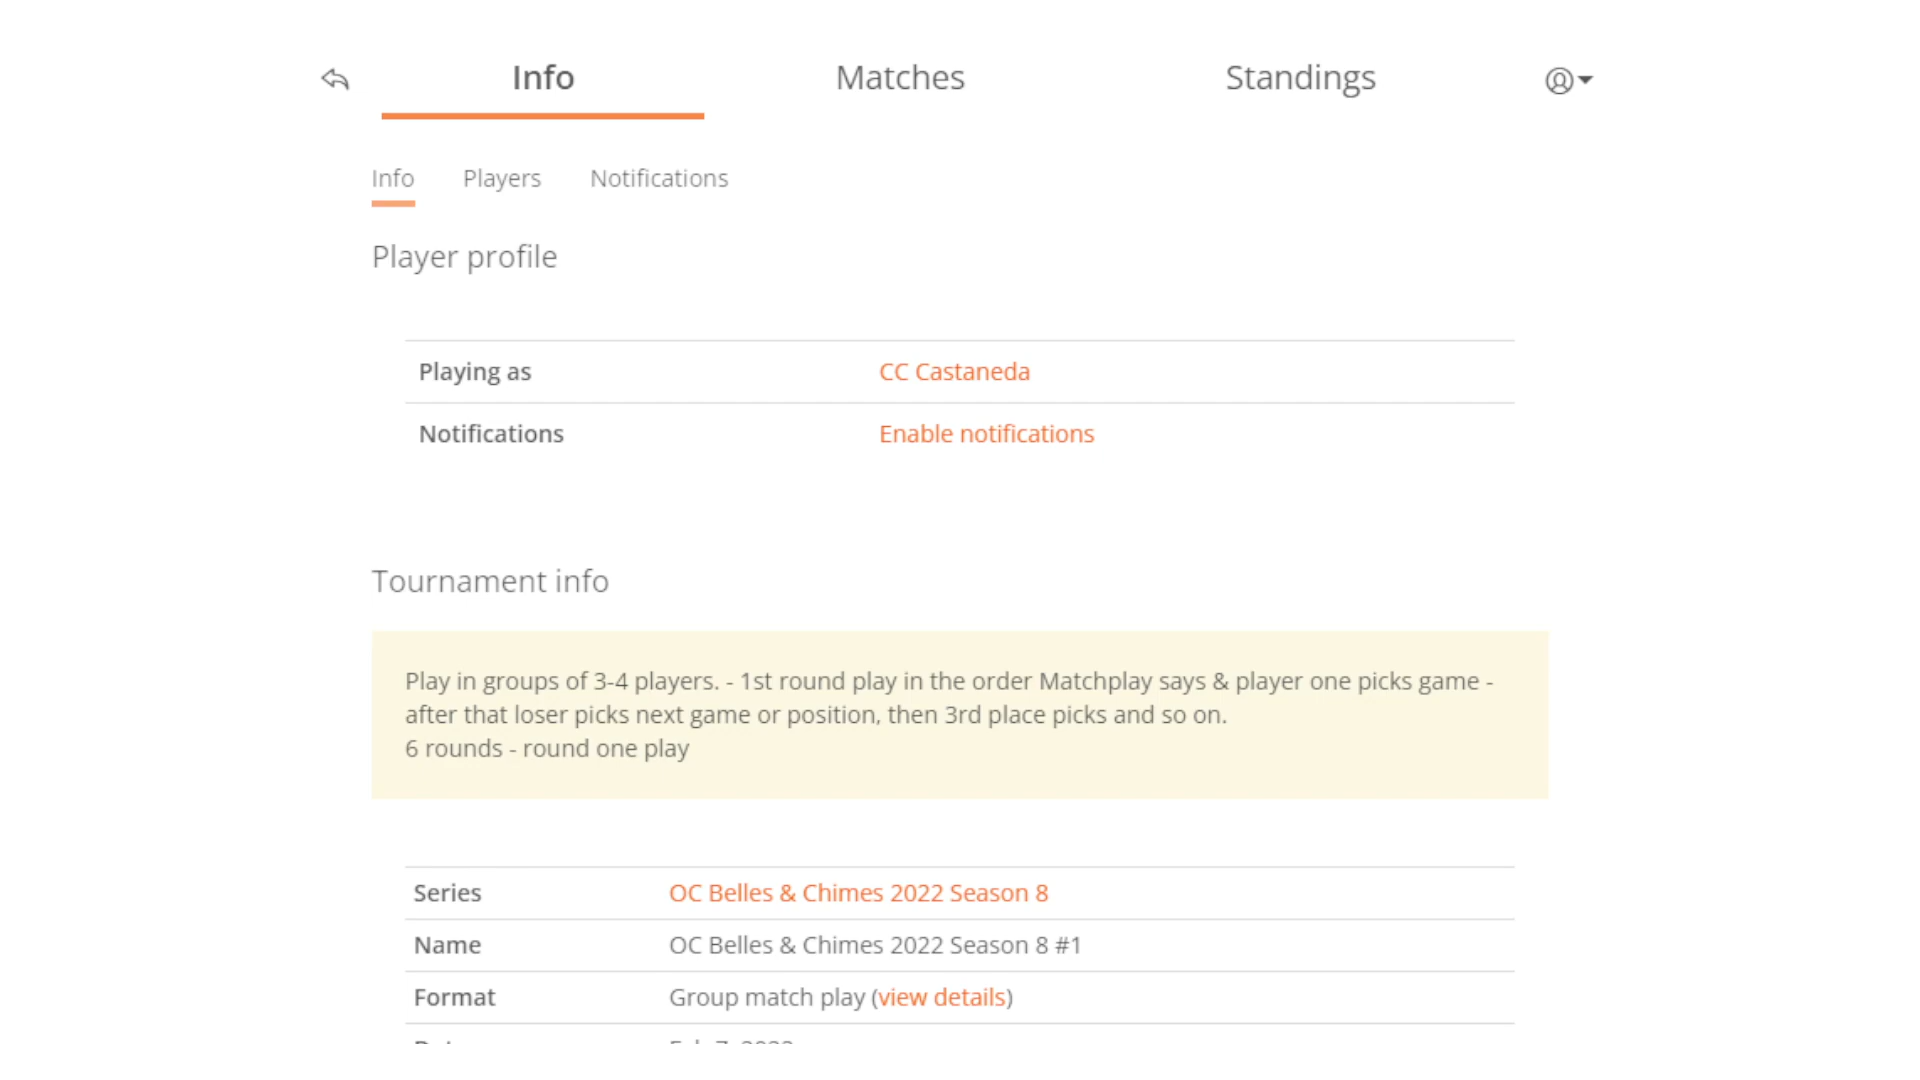 Info Matches Standings
Info Players Notifications
Player profile
Playing as CC Castaneda
Notifications Enable notifications
Tournament info
Play in groups of 3-4 players. - 1st round play in the order Matchplay says & player one picks game -
after that loser picks next game or position, then 3rd place picks and so on.
6 rounds - round one play
Series OC Belles & Chimes 2022 Season 8
Name OC Belles & Chimes 2022 Season 8 #1
Format Group match play (view details)